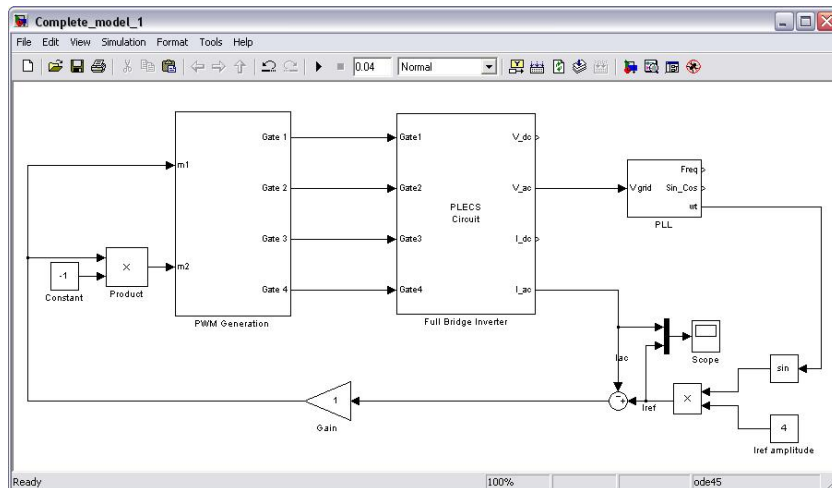 Complete_model_1
File Edit View Simulation Format Tools Help
0.04 Normal
Gate 1
Gate 2
Gate 3
Gate 4
m1
m2
PWM Generation
Gate1
Gate2
Gate3
Gate4
PLECS
Circuit
V_dc
V_ac
I_dc
I_ac
Full Bridge Inverter
Vgrid
Freq
Sin_Cos
wt
PLL
-1
Constant
×
Product
Iac
Scope
sin
- +
Iref
×
4
Iref amplitude
1
Gain
Ready 100% ode45